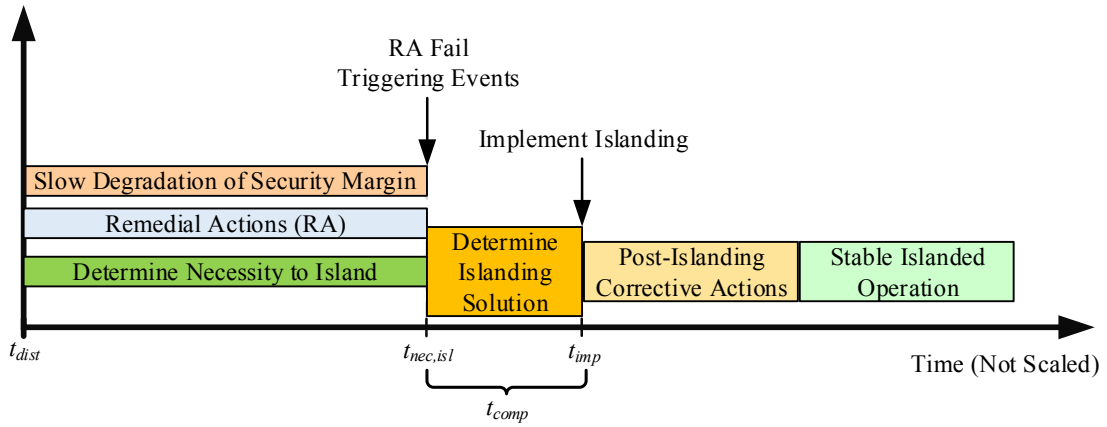 RA Fail
Triggering Events
Implement Islanding
Slow Degradation of Security Margin
Remedial Actions (RA)
Determine Necessity to Island
Determine
Islanding
Solution
Post-Islanding
Corrective Actions
Stable Islanded
Operation
t_dist
t_nec,isl
t_imp
Time (Not Scaled)
t_comp